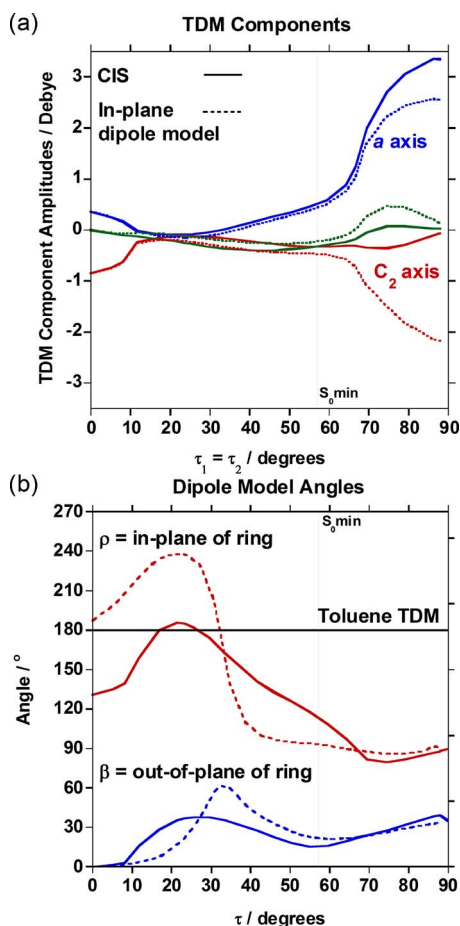 (a)
TDM Components
CIS
In-plane
dipole model
a axis
C₂ axis
S₀min
TDM Component Amplitudes / Debye
3
2
1
0
-1
-2
-3
0 10 20 30 40 50 60 70 80 90
τ₁ = τ₂ / degrees
(b)
Dipole Model Angles
S₀min
ρ = in-plane of ring
Toluene TDM
β = out-of-plane of ring
Angle / °
270
240
210
180
150
120
90
60
30
0
0 10 20 30 40 50 60 70 80 90
τ / degrees